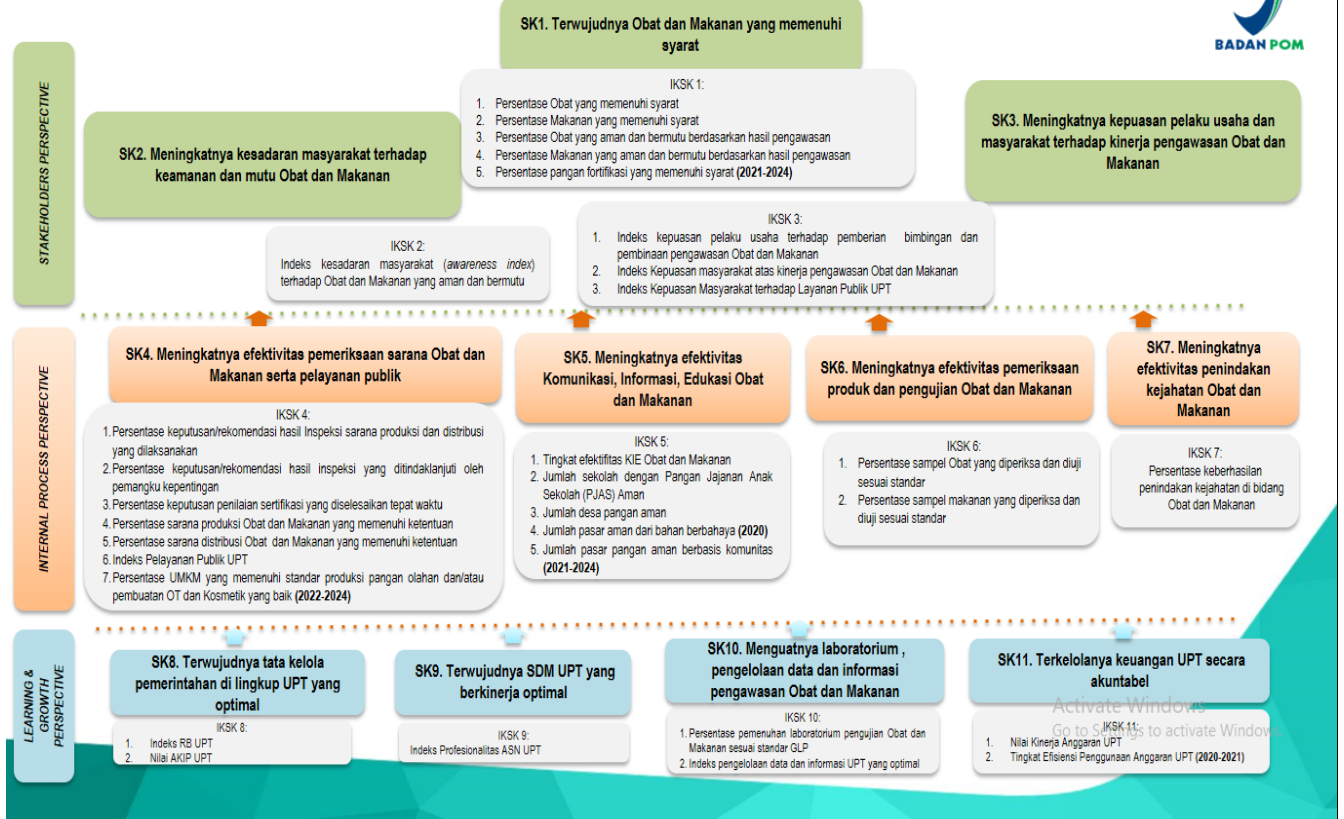 SK1. Terwujudnya Obat dan Makanan yang memenuhi
syarat
BADAN POM
STAKEHOLDERS PERSPECTIVE
IKSK 1:
1. Persentase Obat yang memenuhi syarat
2. Persentase Makanan yang memenuhi syarat
3. Persentase Obat yang aman dan bermutu berdasarkan hasil pengawasan
4. Persentase Makanan yang aman dan bermutu berdasarkan hasil pengawasan
5. Persentase pangan fortifikasi yang memenuhi syarat (2021-2024)
SK2. Meningkatnya kesadaran masyarakat terhadap
keamanan dan mutu Obat dan Makanan
SK3. Meningkatnya kepuasan pelaku usaha dan
masyarakat terhadap kinerja pengawasan Obat dan
Makanan
IKSK 2:
Indeks kesadaran masyarakat (awareness index)
terhadap Obat dan Makanan yang aman dan bermutu
IKSK 3:
1. Indeks kepuasan pelaku usaha terhadap pemberian bimbingan dan
pembinaan pengawasan Obat dan Makanan
2. Indeks Kepuasan masyarakat atas kinerja pengawasan Obat dan Makanan
3. Indeks Kepuasan Masyarakat terhadap Layanan Publik UPT
INTERNAL PROCESS PERSPECTIVE
SK4. Meningkatnya efektivitas pemeriksaan sarana Obat dan
Makanan serta pelayanan publik
IKSK 4:
1. Persentase keputusan/rekomendasi hasil Inspeksi sarana produksi dan distribusi
yang dilaksanakan
2. Persentase keputusan/rekomendasi hasil inspeksi yang ditindaklanjuti oleh
pemangku kepentingan
3. Persentase keputusan penilaian sertifikasi yang diselesaikan tepat waktu
4. Persentase sarana produksi Obat dan Makanan yang memenuhi ketentuan
5. Persentase sarana distribusi Obat dan Makanan yang memenuhi ketentuan
6. Indeks Pelayanan Publik UPT
7. Persentase UMKM yang memenuhi standar produksi pangan olahan dan/atau
pembuatan OT dan Kosmetik yang baik (2022-2024)
SK5. Meningkatnya efektivitas
Komunikasi, Informasi, Edukasi Obat
dan Makanan
IKSK 5:
1. Tingkat efektifitas KIE Obat dan Makanan
2. Jumlah sekolah dengan Pangan Jajanan Anak
Sekolah (PJAS) Aman
3. Jumlah desa pangan aman
4. Jumlah pasar aman dari bahan berbahaya (2020)
5. Jumlah pasar pangan aman berbasis komunitas
(2021-2024)
SK6. Meningkatnya efektivitas pemeriksaan
produk dan pengujian Obat dan Makanan
IKSK 6:
1. Persentase sampel Obat yang diperiksa dan diuji
sesuai standar
2. Persentase sampel makanan yang diperiksa dan
diuji sesuai standar
SK7. Meningkatnya
efektivitas penindakan
kejahatan Obat dan
Makanan
IKSK 7:
Persentase keberhasilan
penindakan kejahatan di bidang
Obat dan Makanan
LEARNING &
GROWTH
PERSPECTIVE
SK8. Terwujudnya tata kelola
pemerintahan di lingkup UPT yang
optimal
IKSK 8:
1. Indeks RB UPT
2. Nilai AKIP UPT
SK9. Terwujudnya SDM UPT yang
berkinerja optimal
IKSK 9:
Indeks Profesionalitas ASN UPT
SK10. Menguatnya laboratorium ,
pengelolaan data dan informasi
pengawasan Obat dan Makanan
IKSK 10:
1. Persentase pemenuhan laboratorium pengujian Obat dan
Makanan sesuai standar GLP
2. Indeks pengelolaan data dan informasi UPT yang optimal
SK11. Terkelolanya keuangan UPT secara
akuntabel
IKSK 11:
1. Nilai Kinerja Anggaran UPT
2. Tingkat Efisiensi Penggunaan Anggaran UPT (2020-2021)
Activate Windows
Go to Settings to activate Windows.